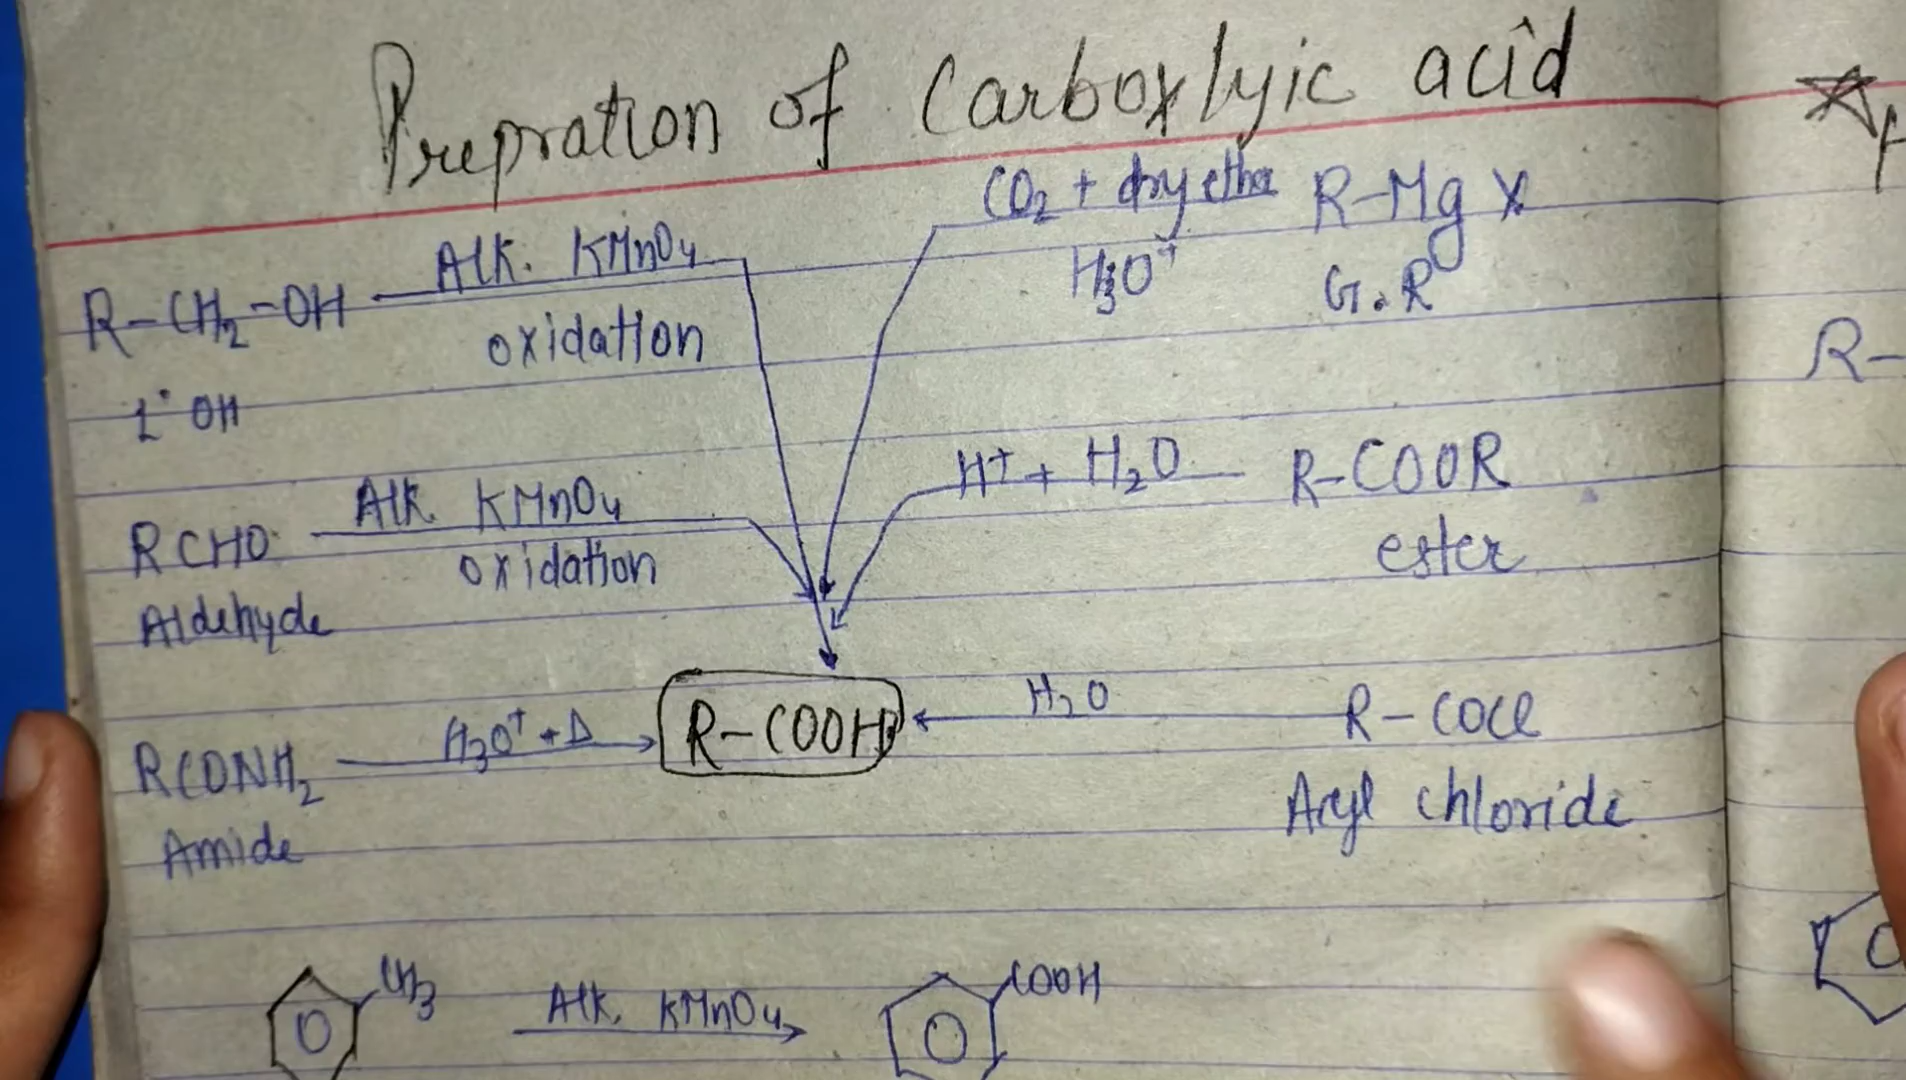 Prepration of Carboxlyic acid
R-CH₂-OH Alk. KMnO₄
oxidation
1° OH
CO₂ + dry ether R-Mg X
H₃O⁺ G.R
RCHO Alk. KMnO₄
oxidation
Aldehyde
H⁺ + H₂O R-COOR
ester
RCONH₂ H₃O⁺ + Δ R-COOH H₂O R-COCl
Amide
Acyl chloride
CH₃ Alk. KMnO₄ COOH
R-